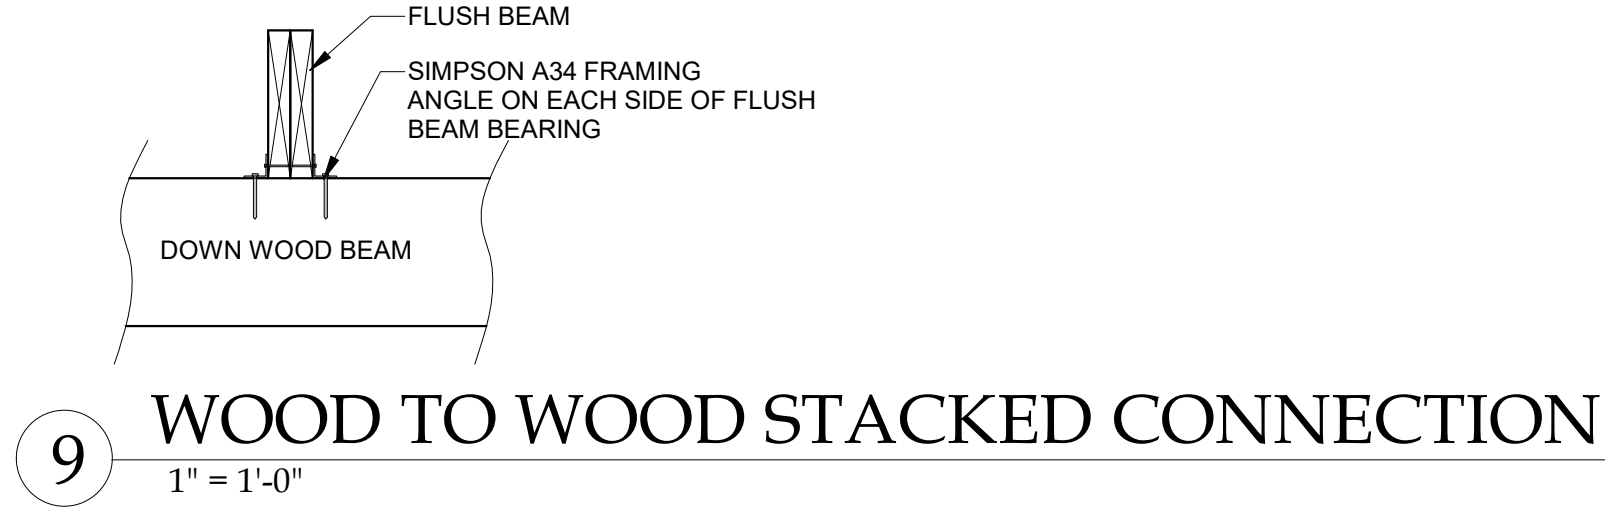 FLUSH BEAM
SIMPSON A34 FRAMING
ANGLE ON EACH SIDE OF FLUSH
BEAM BEARING
DOWN WOOD BEAM
9
WOOD TO WOOD STACKED CONNECTION
1" = 1'-0"